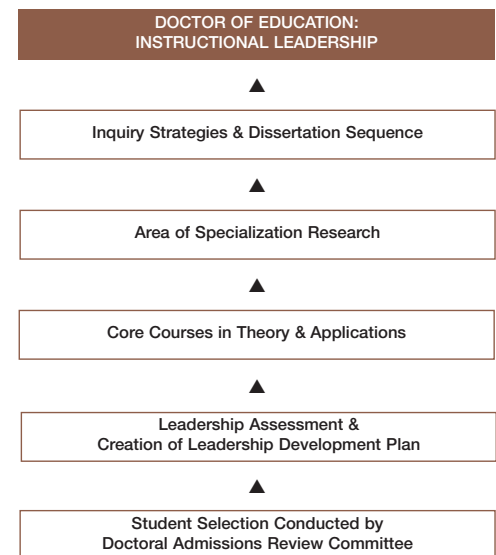 DOCTOR OF EDUCATION:
INSTRUCTIONAL LEADERSHIP
Inquiry Strategies & Dissertation Sequence
Area of Specialization Research
Core Courses in Theory & Applications
Leadership Assessment &
Creation of Leadership Development Plan
Student Selection Conducted by
Doctoral Admissions Review Committee